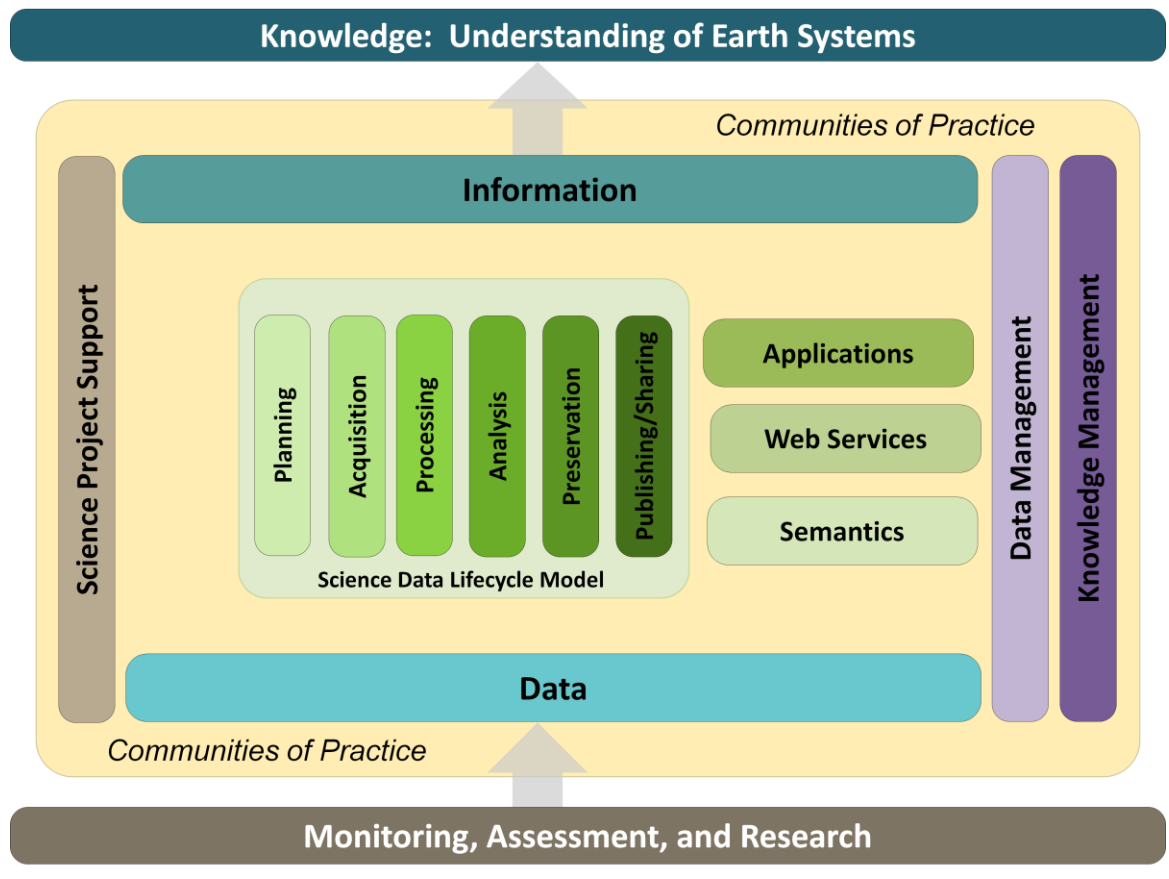 Knowledge:  Understanding of Earth Systems
Communities of Practice
Information
Science Project Support
Planning
Acquisition
Processing
Analysis
Preservation
Publishing/Sharing
Science Data Lifecycle Model
Applications
Web Services
Semantics
Data Management
Knowledge Management
Data
Communities of Practice
Monitoring, Assessment, and Research